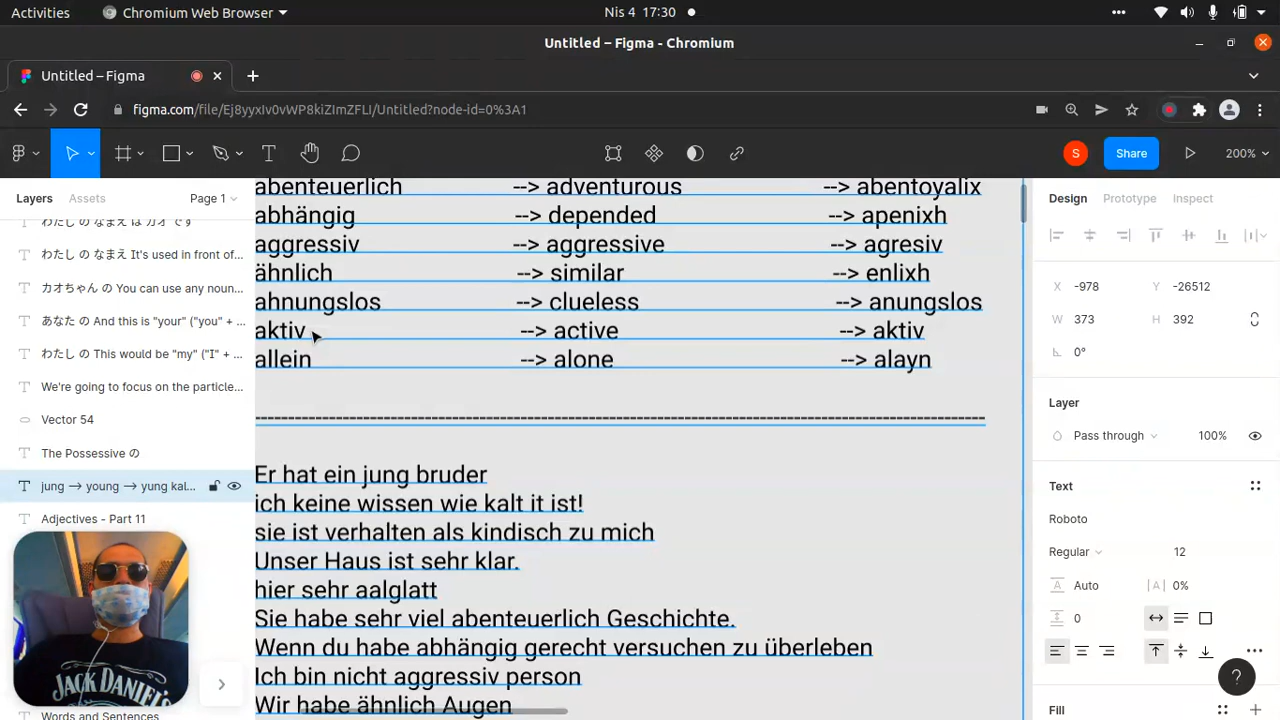 Activities
Chromium Web Browser
Nis 4 17:30
Untitled – Figma - Chromium
Untitled – Figma
figma.com/file/Ej8yyxIv0vWP8kiZImZFLI/Untitled?node-id=0%3A1
S
Share
200%
Layers
Assets
Page 1
わたし の なまえ は カオ です
わたし の なまえ It's used in front of...
カオちゃん の You can use any noun...
あなた の And this is "your" ("you" + ...
わたし の This would be "my" ("I" + ...
We're going to focus on the particle...
Vector 54
The Possessive の
jung --> young --> yung kal...
Adjectives - Part 11
Words and Sentences
JACK DANIEL'S
abenteuerlich --> adventurous --> abentoyalix
abhängig --> depended --> apenixh
aggressiv --> aggressive --> agresiv
ähnlich --> similar --> enlixh
ahnungslos --> clueless --> anungslos
aktiv --> active --> aktiv
allein --> alone --> alayn
Er hat ein jung bruder
ich keine wissen wie kalt it ist!
sie ist verhalten als kindisch zu mich
Unser Haus ist sehr klar.
hier sehr aalglatt
Sie habe sehr viel abenteuerlich Geschichte.
Wenn du habe abhängig gerecht versuchen zu überleben
Ich bin nicht aggressiv person
Wir habe ähnlich Augen
Design
Prototype
Inspect
X -978
Y -26512
W 373
H 392
0°
Layer
Pass through
100%
Text
Roboto
Regular
12
Auto
0%
0
Fill
?